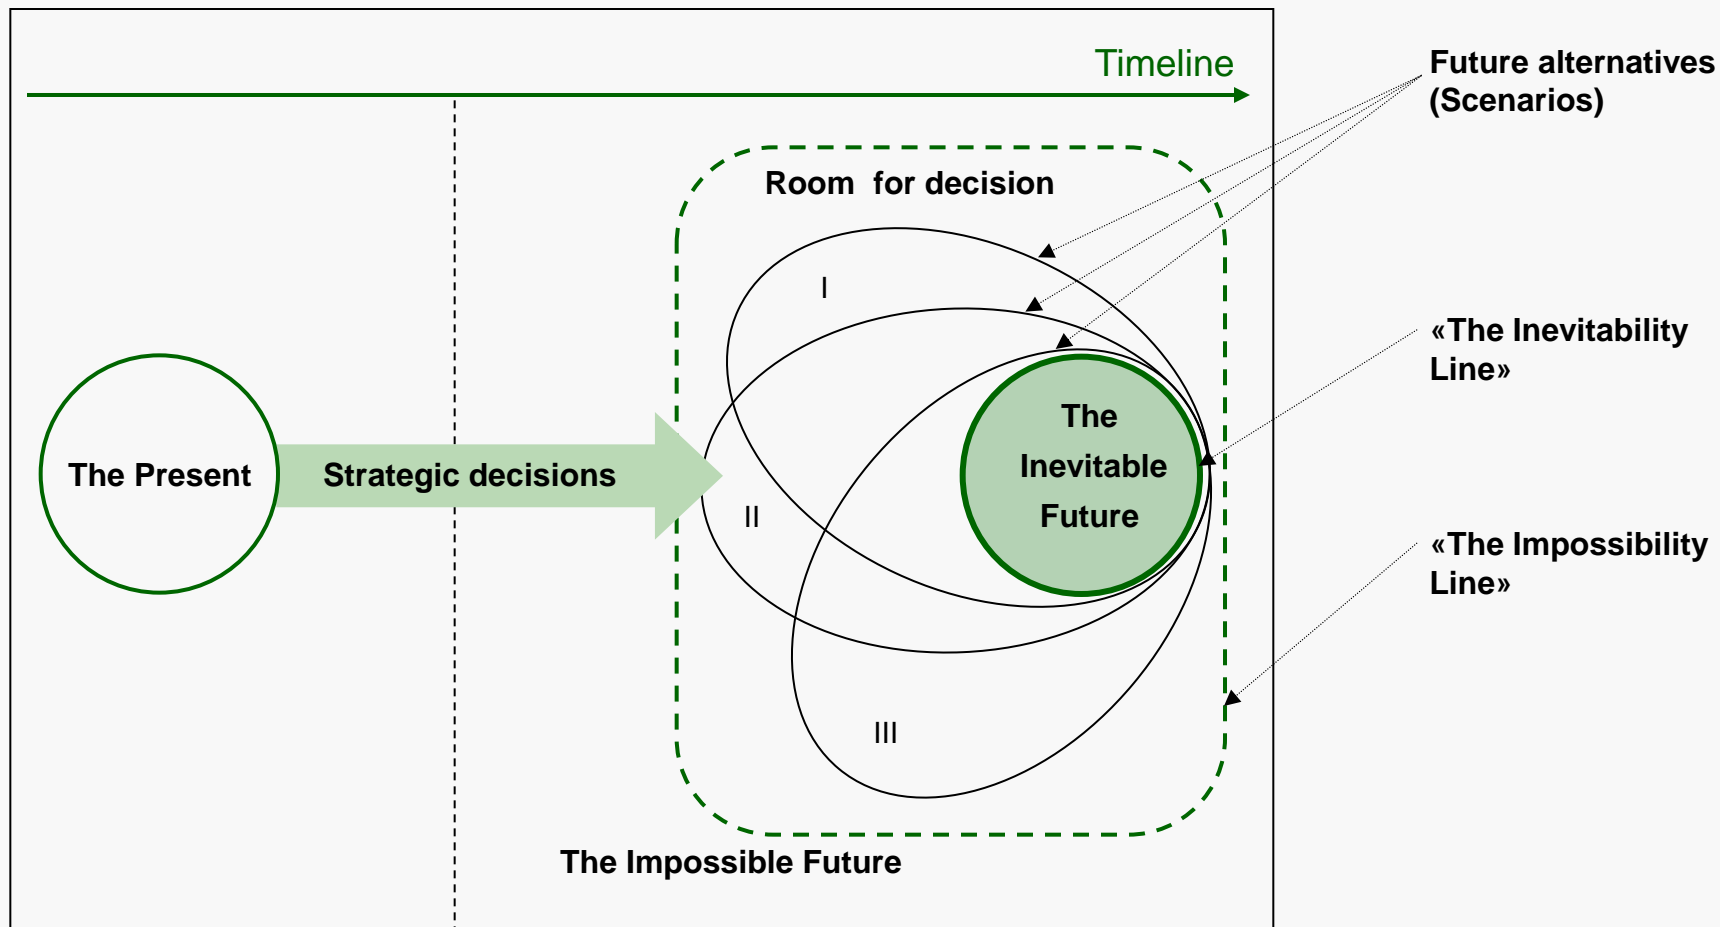 Timeline
Future alternatives
(Scenarios)
Room for decision
I
«The Inevitability
Line»
The
Inevitable
Future
The Present
Strategic decisions
II
«The Impossibility
Line»
III
The Impossible Future